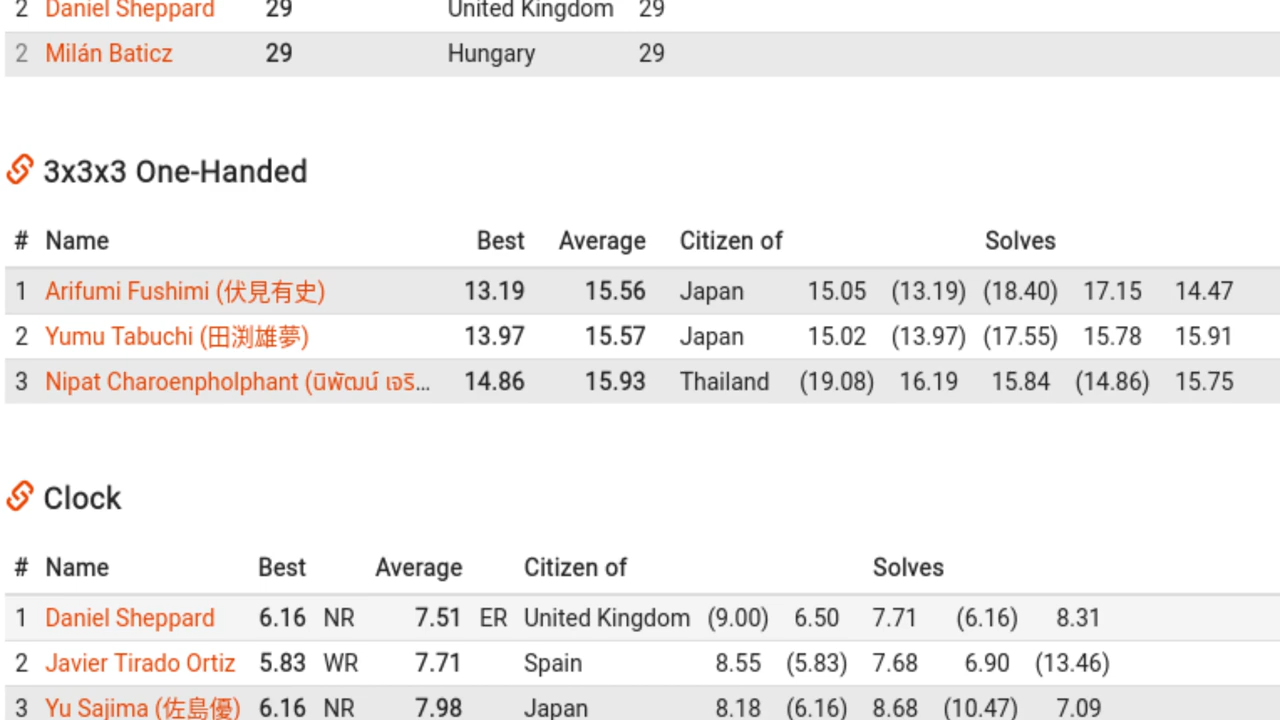 2 Daniel Sheppard 29 United Kingdom 29
2 Milán Baticz 29 Hungary 29
3x3x3 One-Handed
# Name Best Average Citizen of Solves
1 Arifumi Fushimi (伏見有史) 13.19 15.56 Japan 15.05 (13.19) (18.40) 17.15 14.47
2 Yumu Tabuchi (田渕雄夢) 13.97 15.57 Japan 15.02 (13.97) (17.55) 15.78 15.91
3 Nipat Charoenpholphant (นิพัฒน์ เจริ… 14.86 15.93 Thailand (19.08) 16.19 15.84 (14.86) 15.75
Clock
# Name Best Average Citizen of Solves
1 Daniel Sheppard 6.16 NR 7.51 ER United Kingdom (9.00) 6.50 7.71 (6.16) 8.31
2 Javier Tirado Ortiz 5.83 WR 7.71 Spain 8.55 (5.83) 7.68 6.90 (13.46)
3 Yu Sajima (佐島優) 6.16 NR 7.98 Japan 8.18 (6.16) 8.68 (10.47) 7.09